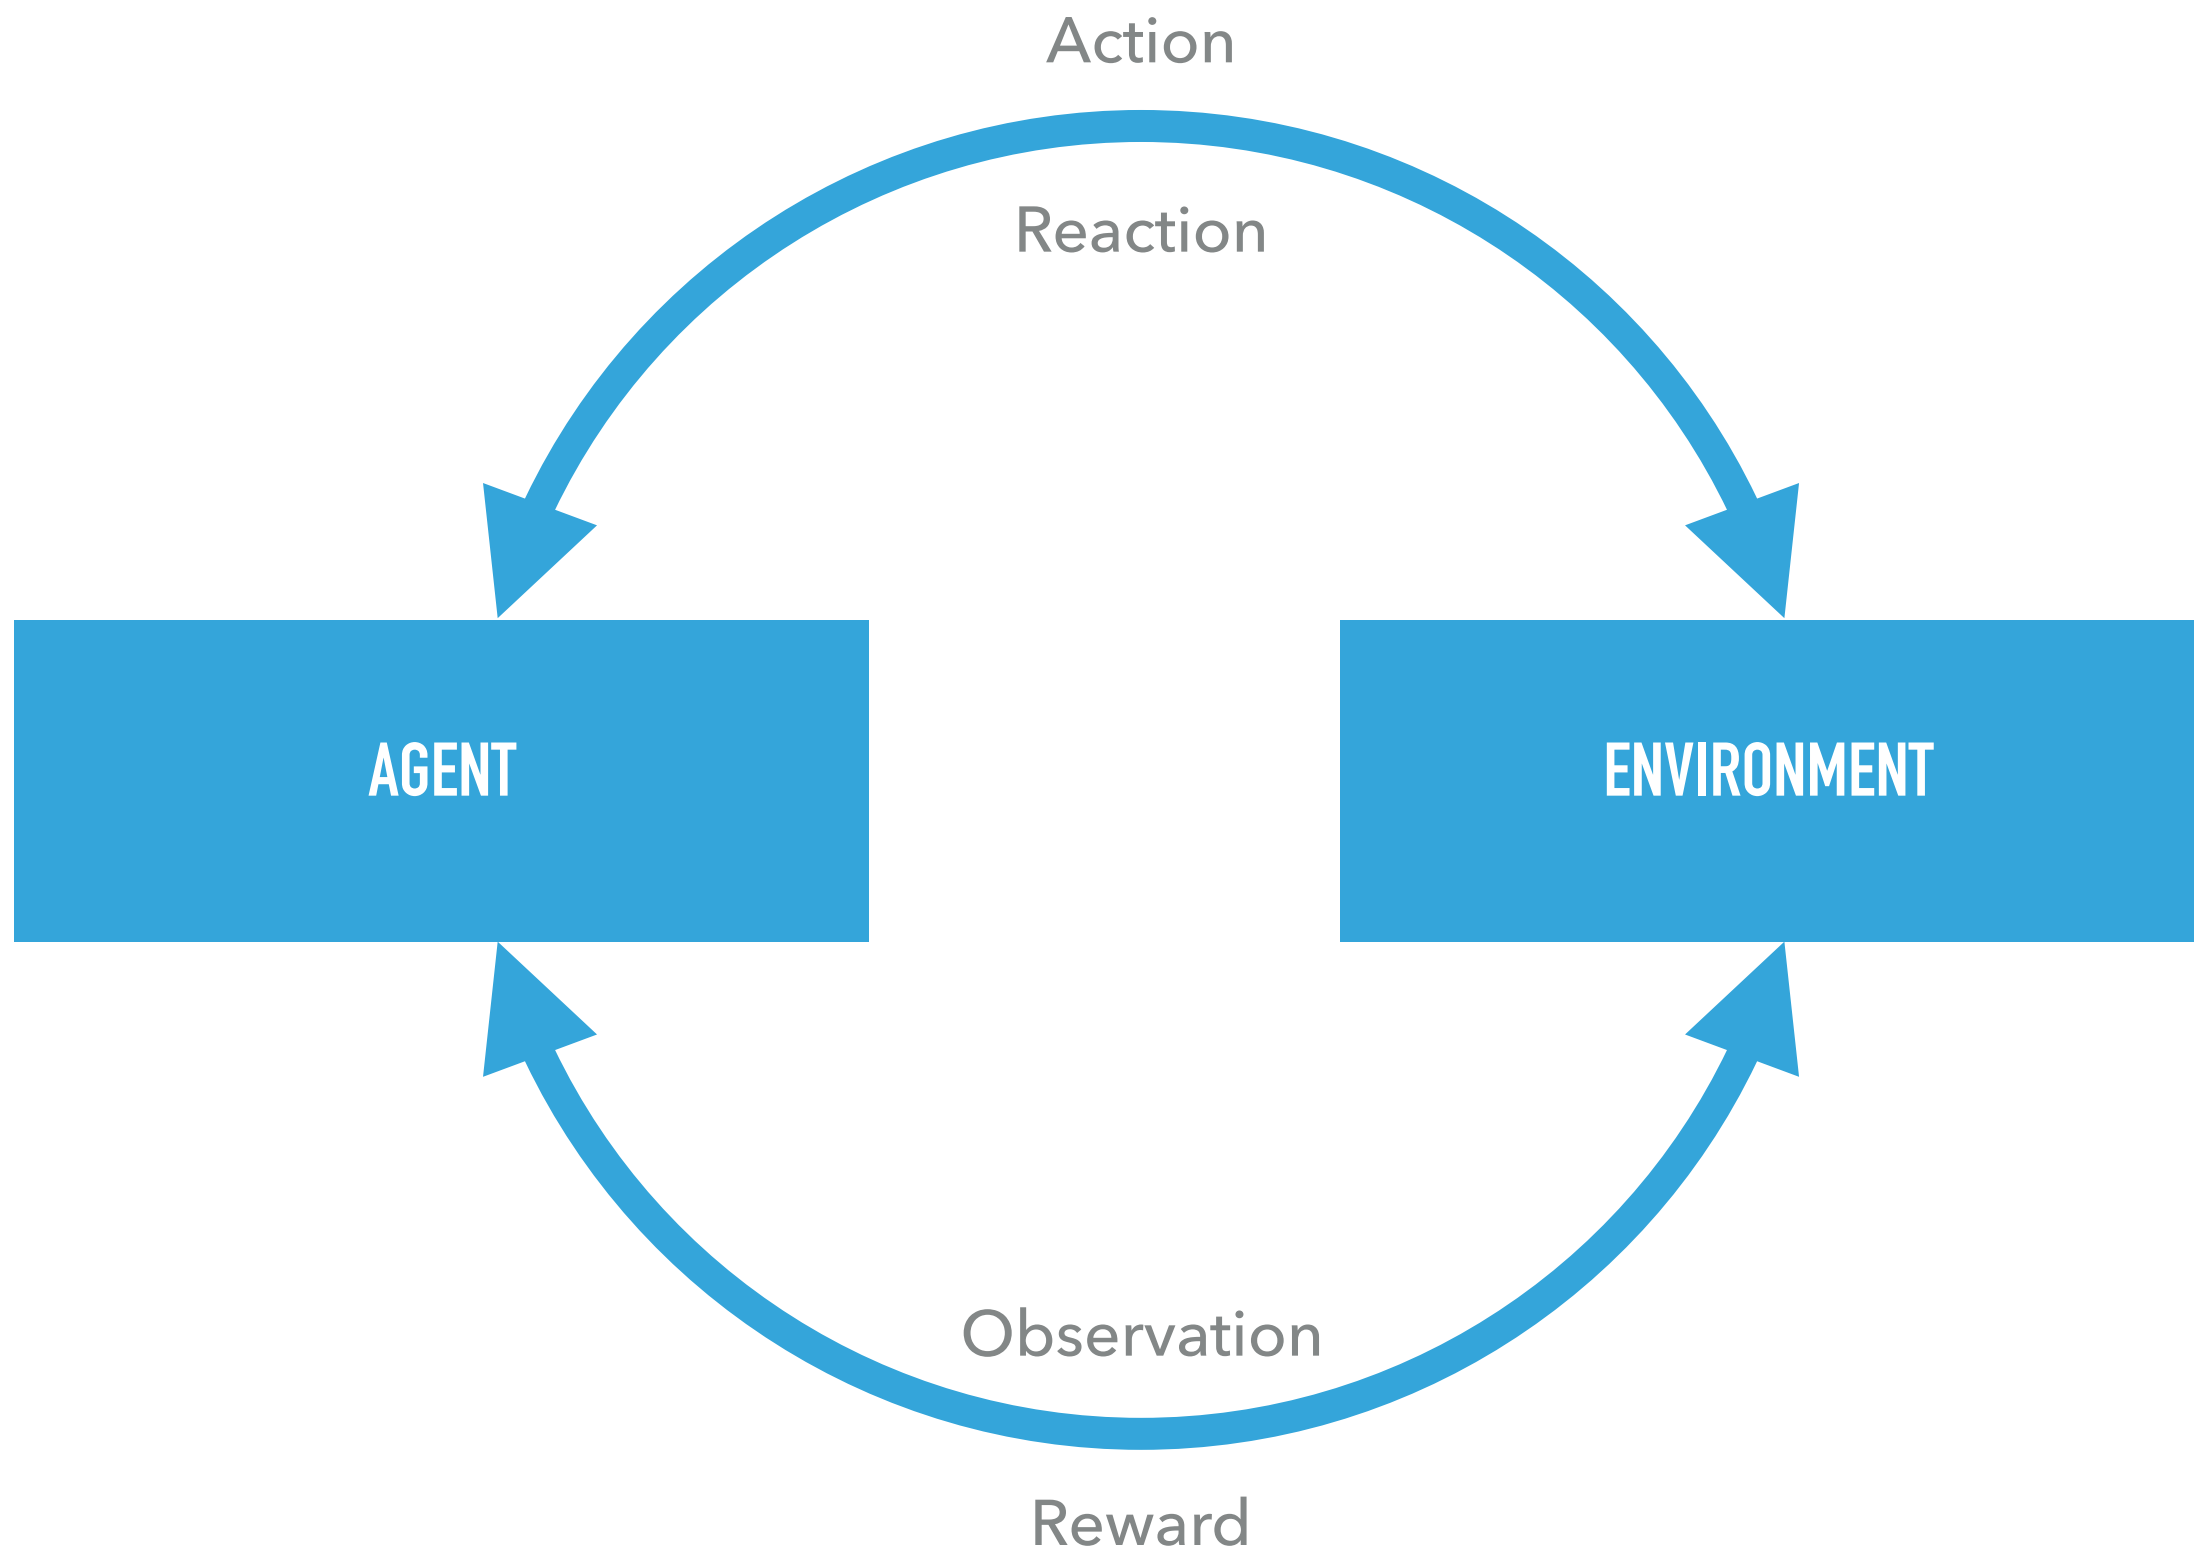 Action
Reaction
AGENT
ENVIRONMENT
Observation
Reward